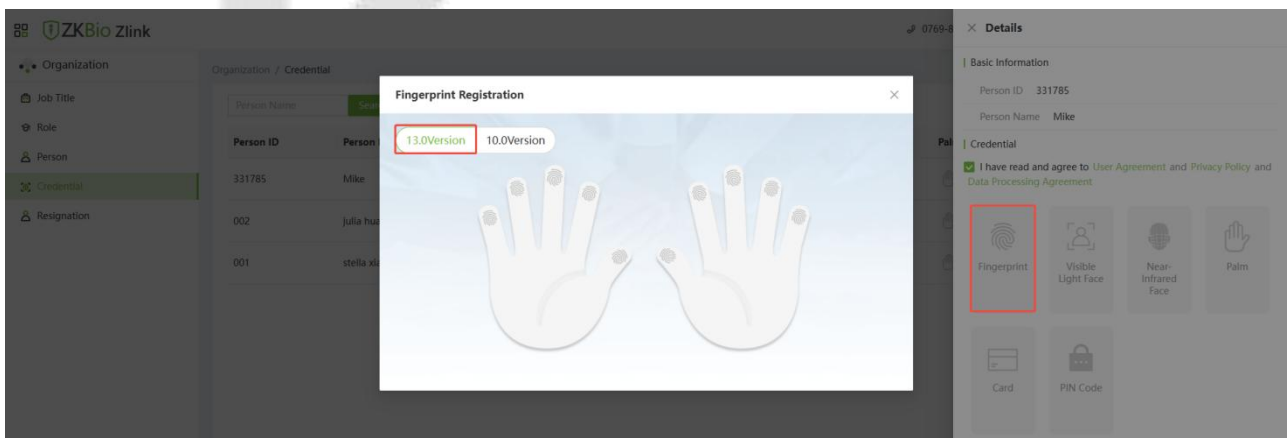 ZKBio Zlink
0769-8
Organization
Job Title
Role
Person
Credential
Resignation
Organization / Credential
Person Name
Person ID
Person
331785
Mike
002
julia hua
001
stella xia
Fingerprint Registration
13.0Version
10.0Version
Details
Basic Information
Person ID 331785
Person Name Mike
Credential
I have read and agree to User Agreement and Privacy Policy and
Data Processing Agreement
Fingerprint
Visible
Light Face
Near-
Infrared
Face
Palm
Card
PIN Code